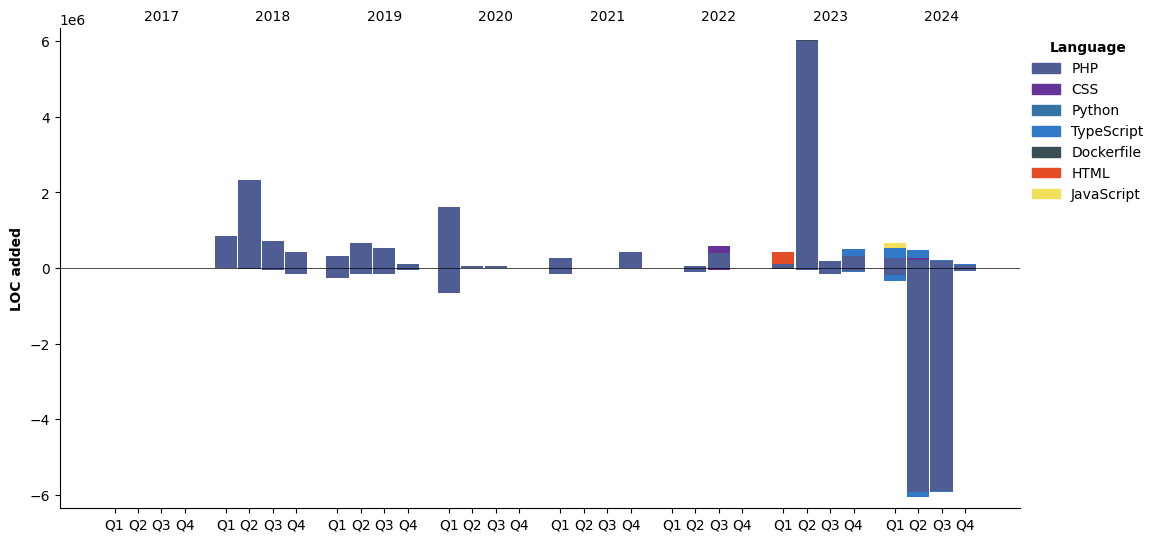 1e6
2017 2018 2019 2020 2021 2022 2023 2024
6
4
2
0
−2
−4
−6
LOC added
Q1 Q2 Q3 Q4 Q1 Q2 Q3 Q4 Q1 Q2 Q3 Q4 Q1 Q2 Q3 Q4 Q1 Q2 Q3 Q4 Q1 Q2 Q3 Q4 Q1 Q2 Q3 Q4 Q1 Q2 Q3 Q4
Language
PHP
CSS
Python
TypeScript
Dockerfile
HTML
JavaScript